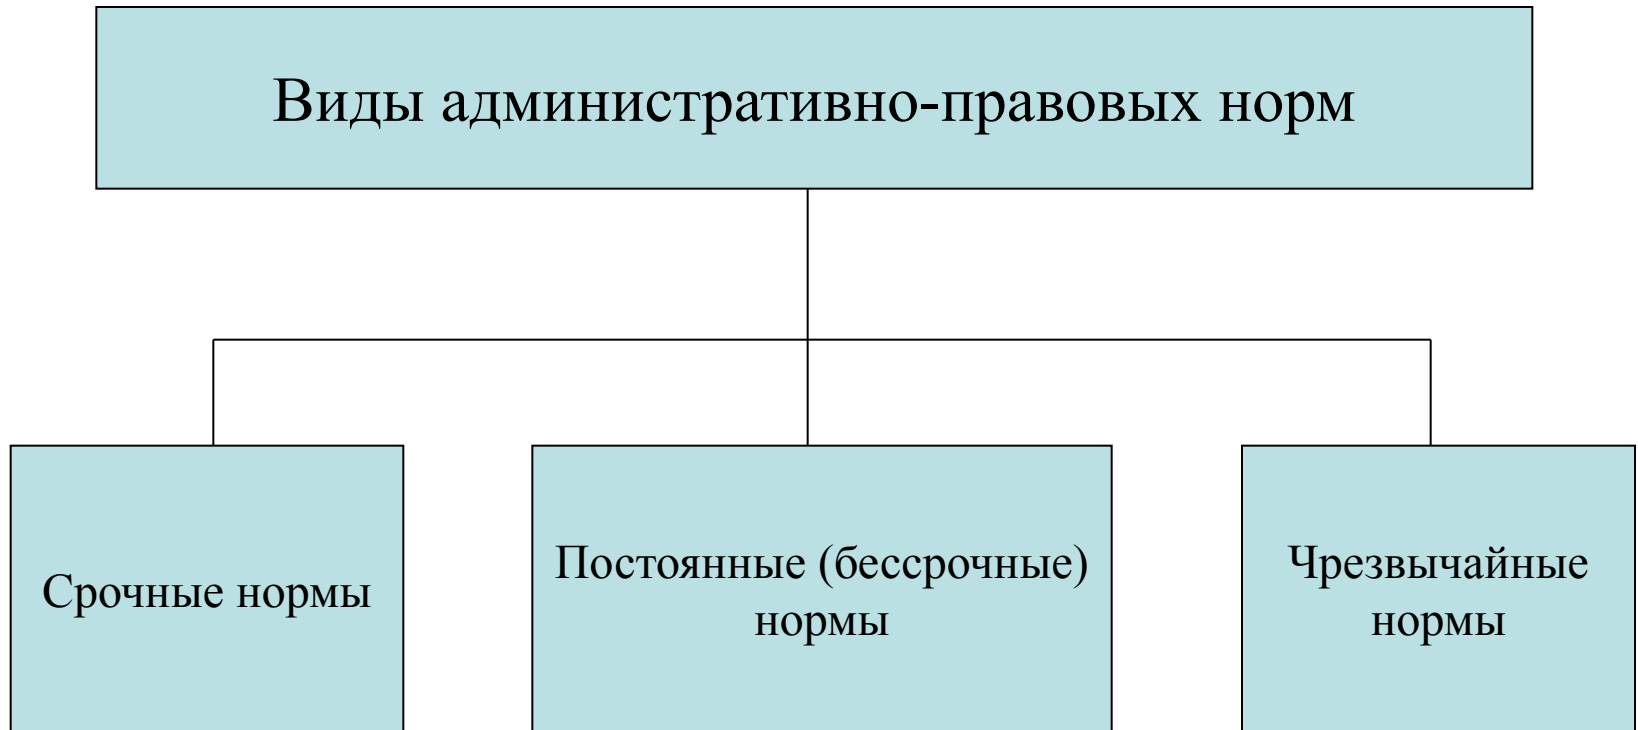 Виды административно-правовых норм
Срочные нормы
Постоянные (бессрочные)
нормы
Чрезвычайные
нормы